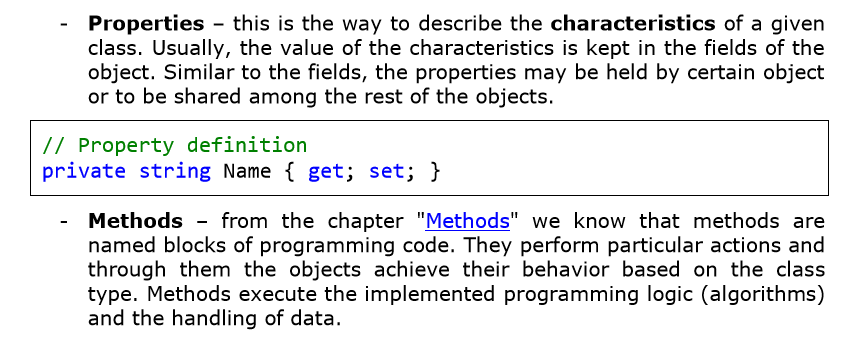 - Properties – this is the way to describe the characteristics of a given
class. Usually, the value of the characteristics is kept in the fields of the
object. Similar to the fields, the properties may be held by certain object
or to be shared among the rest of the objects.
// Property definition
private string Name { get; set; }
- Methods – from the chapter "Methods" we know that methods are
named blocks of programming code. They perform particular actions and
through them the objects achieve their behavior based on the class
type. Methods execute the implemented programming logic (algorithms)
and the handling of data.